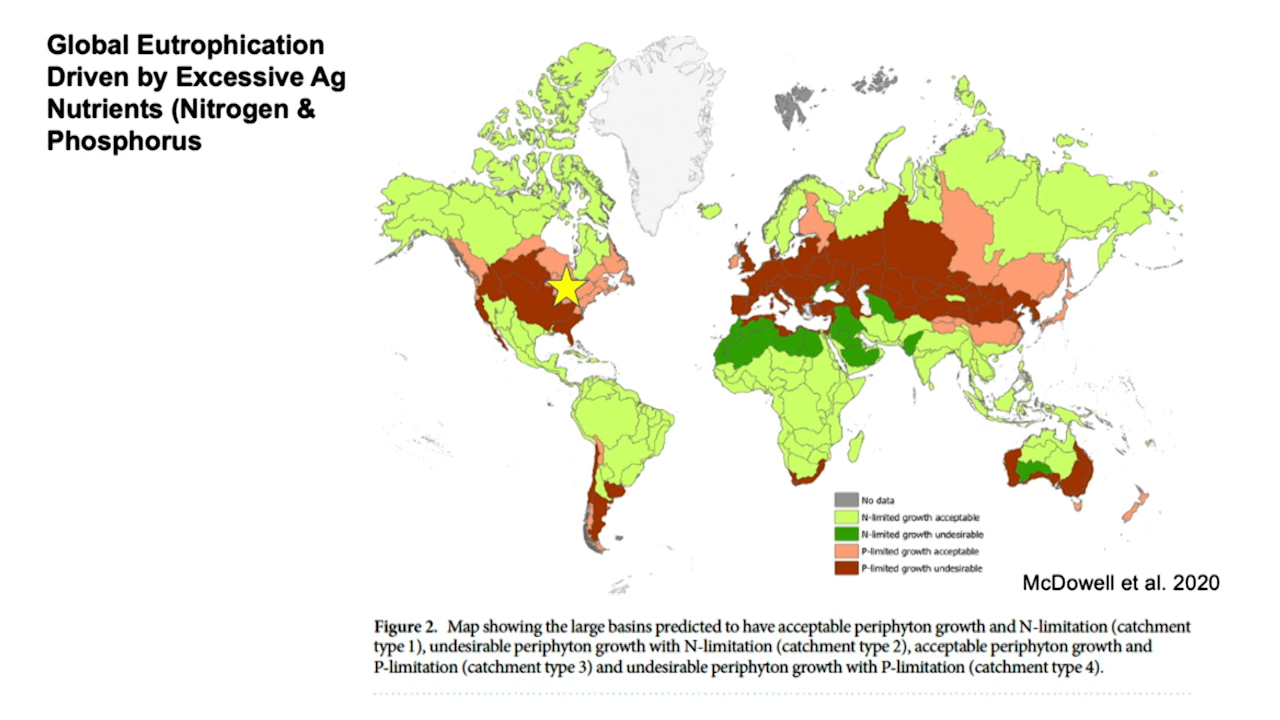 Global Eutrophication
Driven by Excessive Ag
Nutrients (Nitrogen &
Phosphorus
No data
N-limited growth acceptable
N-limited growth undesirable
P-limited growth acceptable
P-limited growth undesirable
McDowell et al. 2020
Figure 2. Map showing the large basins predicted to have acceptable periphyton growth and N-limitation (catchment
type 1), undesirable periphyton growth with N-limitation (catchment type 2), acceptable periphyton growth and
P-limitation (catchment type 3) and undesirable periphyton growth with P-limitation (catchment type 4).